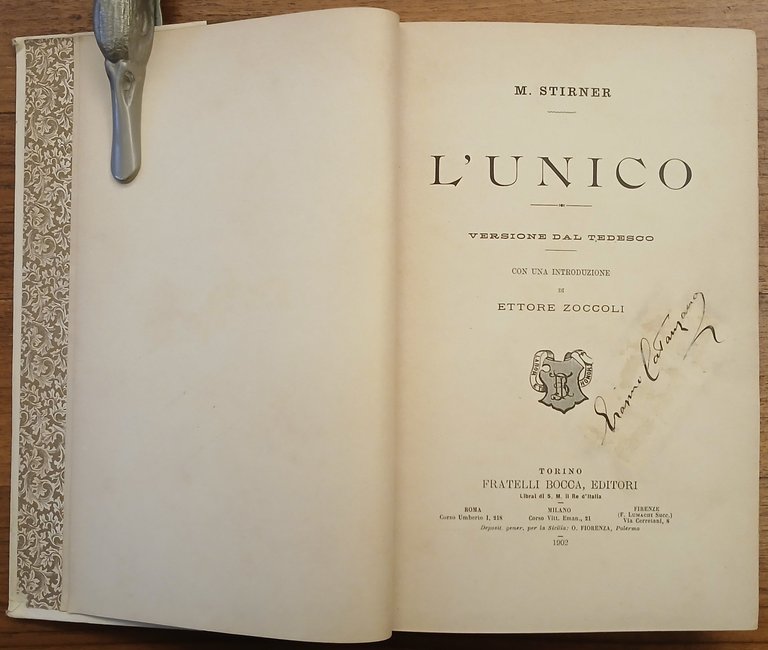 M. STIRNER
L'UNICO
VERSIONE DAL TEDESCO
CON UNA INTRODUZIONE
DI
ETTORE ZOCCOLI
Erasmo Catanzano
TORINO
FRATELLI BOCCA, EDITORI
Librai di S. M. il Re d'Italia
ROMA
Corso Umberto I, 218
MILANO
Corso Vitt. Eman., 21
FIRENZE
(F. LUMACHI Succ.)
Via Cerretani, 8
Deposit. gener. per la Sicilia: O. FIORENZA, Palermo
1902